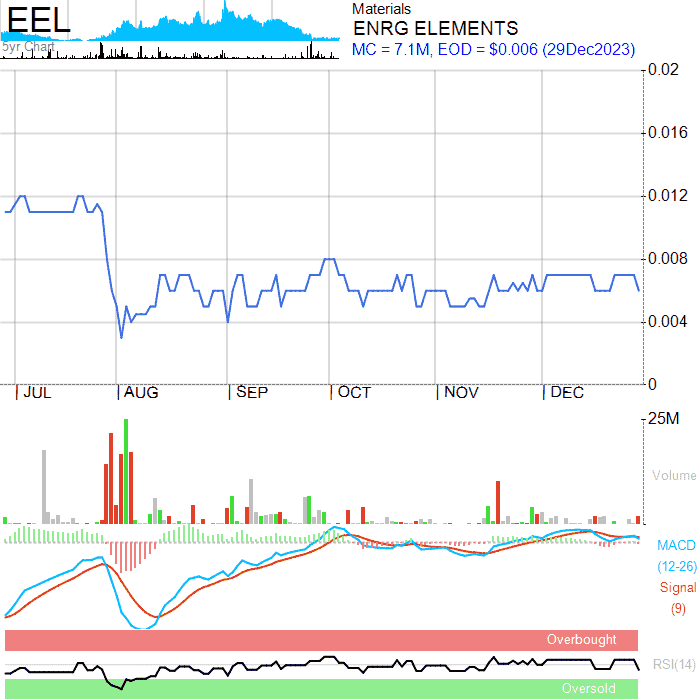 EEL
5yr Chart
Materials
ENRG ELEMENTS
MC = 7.1M, EOD = $0.006 (29Dec2023)
0.02
0.016
0.012
0.008
0.004
0
JUL AUG SEP OCT NOV DEC
25M
Volume
MACD
(12-26)
Signal
(9)
Overbought
RSI(14)
Oversold